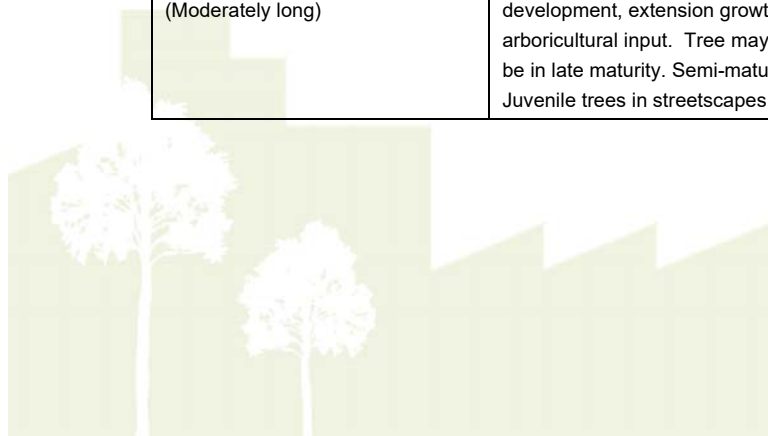 (Moderately long)
development, extension growt
arboricultural input. Tree may
be in late maturity. Semi-matu
Juvenile trees in streetscapes